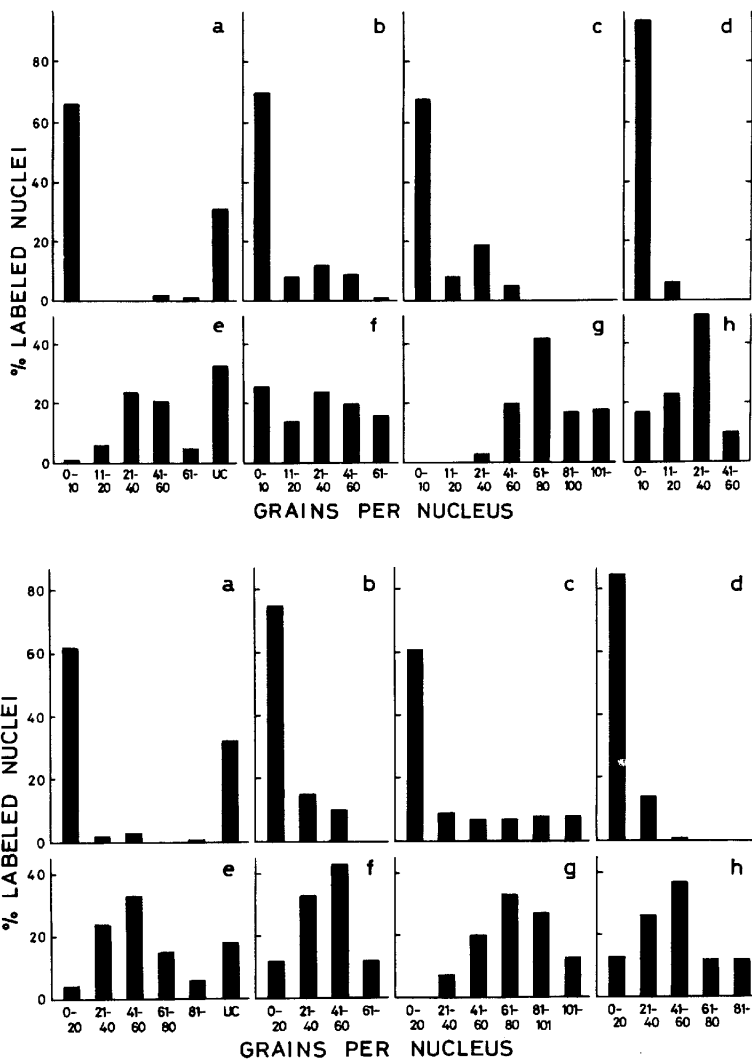 a b c d
80
60
40
20
0
% LABELED NUCLEI
e f g h
40
20
0
0-10 11-20 21-40 41-60 61- UC 0-10 11-20 21-40 41-60 61- 0-10 11-20 21-40 41-60 61-80 81-100 101- 0-10 11-20 21-40 41-60
GRAINS PER NUCLEUS
a b c d
80
60
40
20
0
% LABELED NUCLEI
e f g h
40
20
0
0-20 21-40 41-60 61-80 81- UC 0-20 21-40 41-60 61- 0-20 21-40 41-60 61-80 81-101 101- 0-20 21-40 41-60 61-80 81-
GRAINS PER NUCLEUS